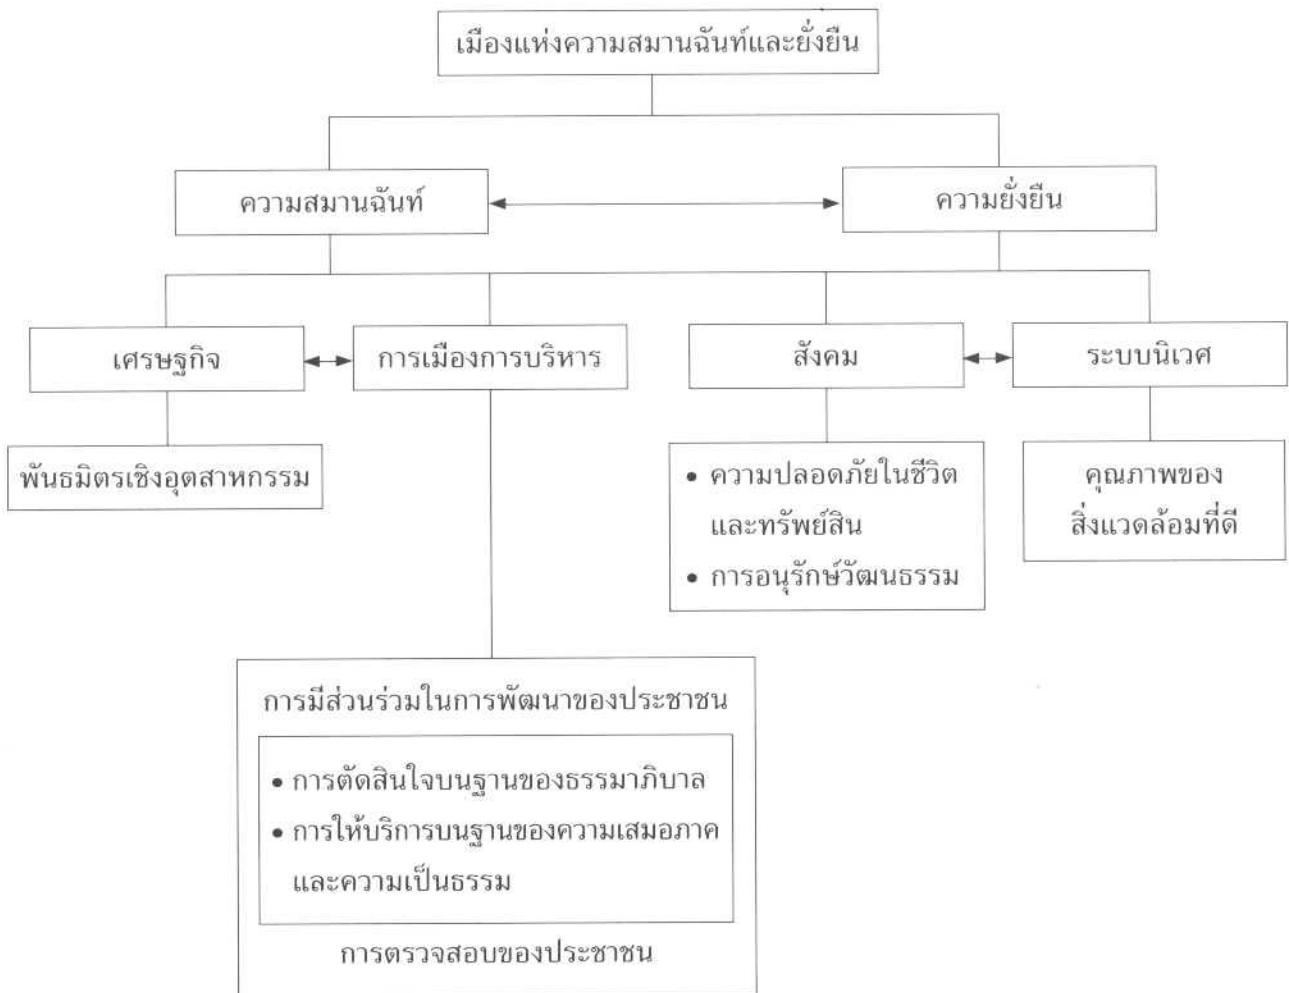 เมืองแห่งความสมานฉันท์และยั่งยืน
ความสมานฉันท์
ความยั่งยืน
เศรษฐกิจ
การเมืองการบริหาร
สังคม
ระบบนิเวศ
พันธมิตรเชิงอุตสาหกรรม
• ความปลอดภัยในชีวิต
และทรัพย์สิน
• การอนุรักษ์วัฒนธรรม
คุณภาพของ
สิ่งแวดล้อมที่ดี
การมีส่วนร่วมในการพัฒนาของประชาชน
• การตัดสินใจบนฐานของธรรมาภิบาล
• การให้บริการบนฐานของความเสมอภาค
และความเป็นธรรม
การตรวจสอบของประชาชน